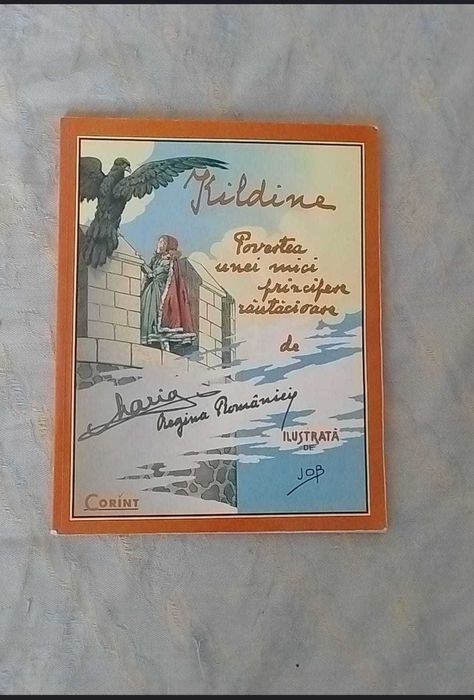 Kildine
Povestea
unei mici
prințese
răutăcioase
de
Maria
Regina României
ILUSTRATĂ
DE
JOB
CORINT